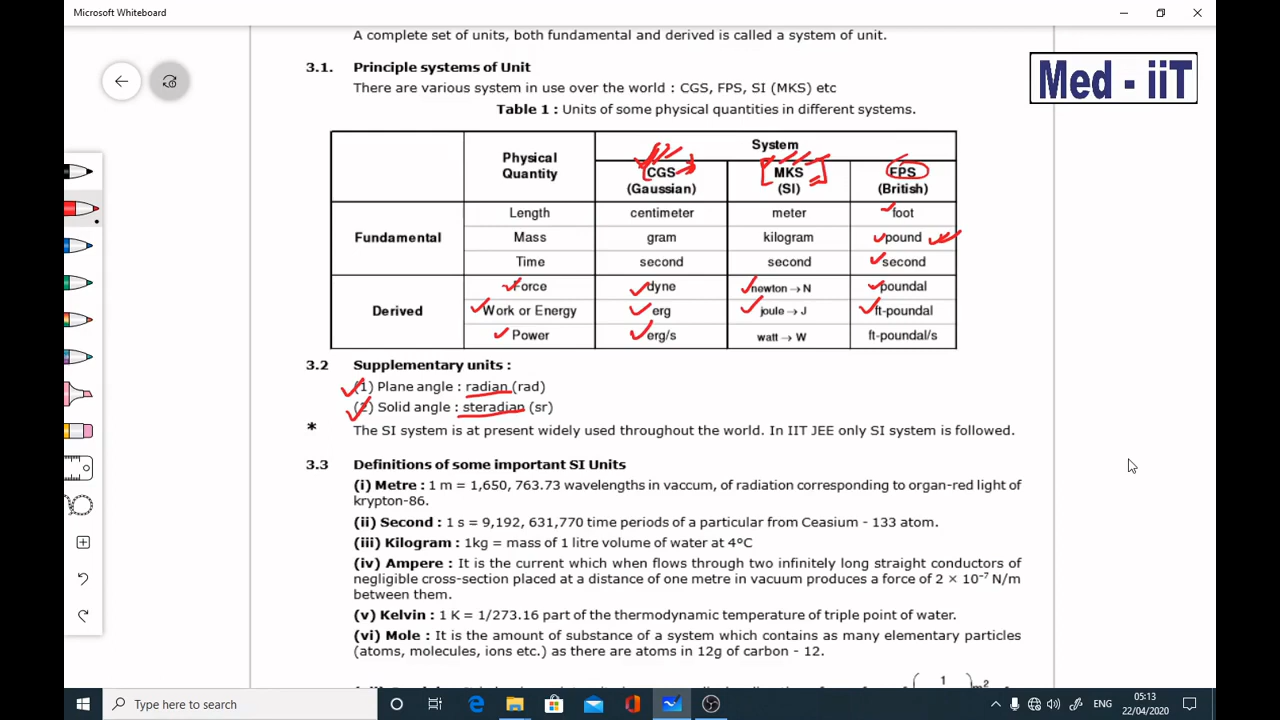 Microsoft Whiteboard
A complete set of units, both fundamental and derived is called a system of unit.
Med - iiT
3.1. Principle systems of Unit
There are various system in use over the world : CGS, FPS, SI (MKS) etc
Table 1 : Units of some physical quantities in different systems.
Physical Quantity
System
CGS (Gaussian)
MKS (SI)
FPS (British)
Fundamental
Length centimeter meter foot
Mass gram kilogram pound
Time second second second
Derived
Force dyne newton → N poundal
Work or Energy erg joule → J ft-poundal
Power erg/s watt → W ft-poundal/s
3.2 Supplementary units :
(1) Plane angle : radian (rad)
(2) Solid angle : steradian (sr)
* The SI system is at present widely used throughout the world. In IIT JEE only SI system is followed.
3.3 Definitions of some important SI Units
(i) Metre : 1 m = 1,650, 763.73 wavelengths in vaccum, of radiation corresponding to organ-red light of
krypton-86.
(ii) Second : 1 s = 9,192, 631,770 time periods of a particular from Ceasium - 133 atom.
(iii) Kilogram : 1kg = mass of 1 litre volume of water at 4°C
(iv) Ampere : It is the current which when flows through two infinitely long straight conductors of
negligible cross-section placed at a distance of one metre in vacuum produces a force of 2 × 10⁻⁷ N/m
between them.
(v) Kelvin : 1 K = 1/273.16 part of the thermodynamic temperature of triple point of water.
(vi) Mole : It is the amount of substance of a system which contains as many elementary particles
(atoms, molecules, ions etc.) as there are atoms in 12g of carbon - 12.
1 m²
Type here to search
ENG
05:13
22/04/2020